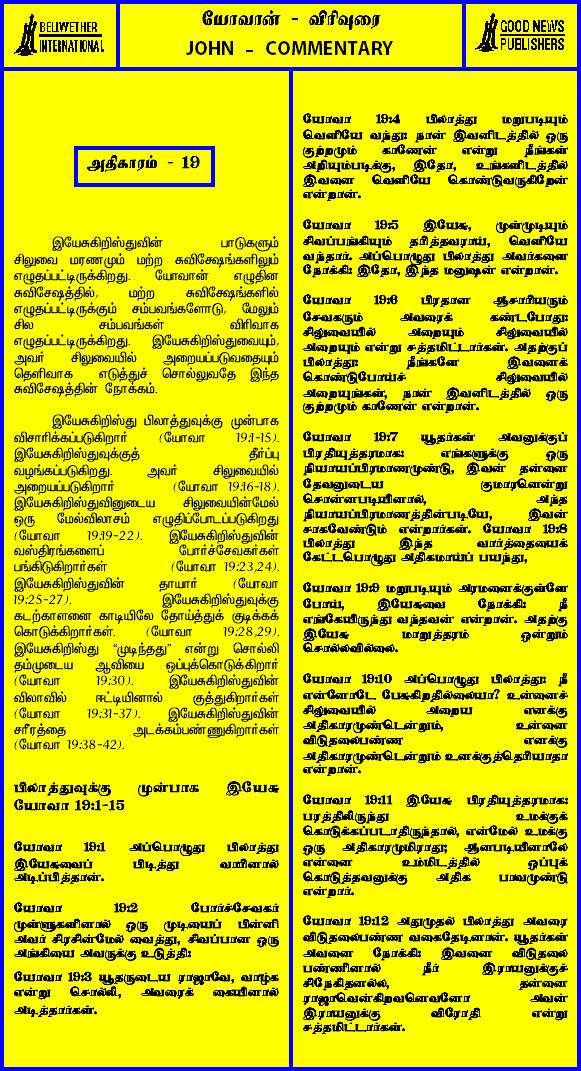 BELLWETHER
INTERNATIONAL
யோவான் - விரிவுரை
JOHN - COMMENTARY
GOOD NEWS
PUBLISHERS
அதிகாரம் - 19
இயேசுகிறிஸ்துவின் பாடுகளும்
சிலுவை மரணமும் மற்ற சுவிசேஷங்களிலும்
எழுதப்பட்டிருக்கிறது. யோவான் எழுதின
சுவிசேஷத்தில், மற்ற சுவிசேஷங்களில்
எழுதப்பட்டிருக்கும் சம்பவங்களோடு, மேலும்
சில சம்பவங்கள் விரிவாக
எழுதப்பட்டிருக்கிறது. இயேசுகிறிஸ்துவையும்,
அவர் சிலுவையில் அறையப்படுவதையும்
தெளிவாக எடுத்துச் சொல்லுவதே இந்த
சுவிசேஷத்தின் நோக்கம்.
இயேசுகிறிஸ்து பிலாத்துவுக்கு முன்பாக
விசாரிக்கப்படுகிறார் (யோவா 19:1-15).
இயேசுகிறிஸ்துவுக்குத் தீர்ப்பு
வழங்கப்படுகிறது. அவர் சிலுவையில்
அறையப்படுகிறார் (யோவா 19:16-18).
இயேசுகிறிஸ்துவினுடைய சிலுவையின்மேல்
ஒரு மேல்விலாசம் எழுதிப்போடப்படுகிறது
(யோவா 19:19-22). இயேசுகிறிஸ்துவின்
வஸ்திரங்களைப் போர்ச்சேவகர்கள்
பங்கிடுகிறார்கள் (யோவா 19:23,24).
இயேசுகிறிஸ்துவின் தாயார் (யோவா
19:25-27). இயேசுகிறிஸ்துவுக்கு
கடற்காளானை காடியிலே தோய்த்துக் குடிக்கக்
கொடுக்கிறார்கள். (யோவா 19:28,29).
இயேசுகிறிஸ்து “முடிந்தது” என்று சொல்லி
தம்முடைய ஆவியை ஒப்புக்கொடுக்கிறார்
(யோவா 19:30). இயேசுகிறிஸ்துவின்
விலாவில் ஈட்டியினால் குத்துகிறார்கள்
(யோவா 19:31-37). இயேசுகிறிஸ்துவின்
சரீரத்தை அடக்கம்பண்ணுகிறார்கள்
(யோவா 19:38-42).
பிலாத்துவுக்கு முன்பாக இயேசு
யோவா 19:1-15
யோவா 19:1 அப்பொழுது பிலாத்து
இயேசுவைப் பிடித்து வாரினால்
அடிப்பித்தான்.
யோவா 19:2 போர்ச்சேவகர்
முள்ளுகளினால் ஒரு முடியைப் பின்னி
அவர் சிரசின்மேல் வைத்து, சிவப்பான ஒரு
அங்கியை அவருக்கு உடுத்தி:
யோவா 19:3 யூதருடைய ராஜாவே, வாழ்க
என்று சொல்லி, அவரைக் கையினால்
அடித்தார்கள்.
யோவா 19:4 பிலாத்து மறுபடியும்
வெளியே வந்து: நான் இவனிடத்தில் ஒரு
குற்றமும் காணேன் என்று நீங்கள்
அறியும்படிக்கு, இதோ, உங்களிடத்தில்
இவனை வெளியே கொண்டுவருகிறேன்
என்றான்.
யோவா 19:5 இயேசு, முள்முடியும்
சிவப்பங்கியும் தரித்தவராய், வெளியே
வந்தார். அப்பொழுது பிலாத்து அவர்களை
நோக்கி: இதோ, இந்த மனுஷன் என்றான்.
யோவா 19:6 பிரதான ஆசாரியரும்
சேவகரும் அவரைக் கண்டபோது:
சிலுவையில் அறையும் சிலுவையில்
அறையும் என்று சத்தமிட்டார்கள். அதற்குப்
பிலாத்து: நீங்களே இவனைக்
கொண்டுபோய்ச் சிலுவையில்
அறையுங்கள், நான் இவனிடத்தில் ஒரு
குற்றமும் காணேன் என்றான்.
யோவா 19:7 யூதர்கள் அவனுக்குப்
பிரதியுத்தரமாக: எங்களுக்கு ஒரு
நியாயப்பிரமாணமுண்டு, இவன் தன்னை
தேவனுடைய குமாரனென்று
சொன்னபடியினால், அந்த
நியாயப்பிரமாணத்தின்படியே, இவன்
சாகவேண்டும் என்றார்கள். யோவா 19:8
பிலாத்து இந்த வார்த்தையைக்
கேட்டபொழுது அதிகமாய்ப் பயந்து,
யோவா 19:9 மறுபடியும் அரமனைக்குள்ளே
போய், இயேசுவை நோக்கி: நீ
எங்கேயிருந்து வந்தவன் என்றான். அதற்கு
இயேசு மாறுத்தரம் ஒன்றும்
சொல்லவில்லை.
யோவா 19:10 அப்பொழுது பிலாத்து: நீ
என்னோடே பேசுகிறதில்லையா? உன்னைச்
சிலுவையில் அறைய எனக்கு
அதிகாரமுண்டென்றும், உன்னை
விடுதலைபண்ண எனக்கு
அதிகாரமுண்டென்றும் உனக்குத்தெரியாதா
என்றான்.
யோவா 19:11 இயேசு பிரதியுத்தரமாக:
பரத்திலிருந்து உமக்குக்
கொடுக்கப்படாதிருந்தால், என்மேல் உமக்கு
ஒரு அதிகாரமுமிராது; ஆனபடியினாலே
என்னை உம்மிடத்தில் ஒப்புக்
கொடுத்தவனுக்கு அதிக பாவமுண்டு
என்றார்.
யோவா 19:12 அதுமுதல் பிலாத்து அவரை
விடுதலைபண்ண வகைதேடினான். யூதர்கள்
அவனை நோக்கி: இவனை விடுதலை
பண்ணினால் நீர் இராயனுக்குச்
சிநேகிதனல்ல, தன்னை
ராஜாவென்கிறவனெவனோ அவன்
இராயனுக்கு விரோதி என்று
சத்தமிட்டார்கள்.